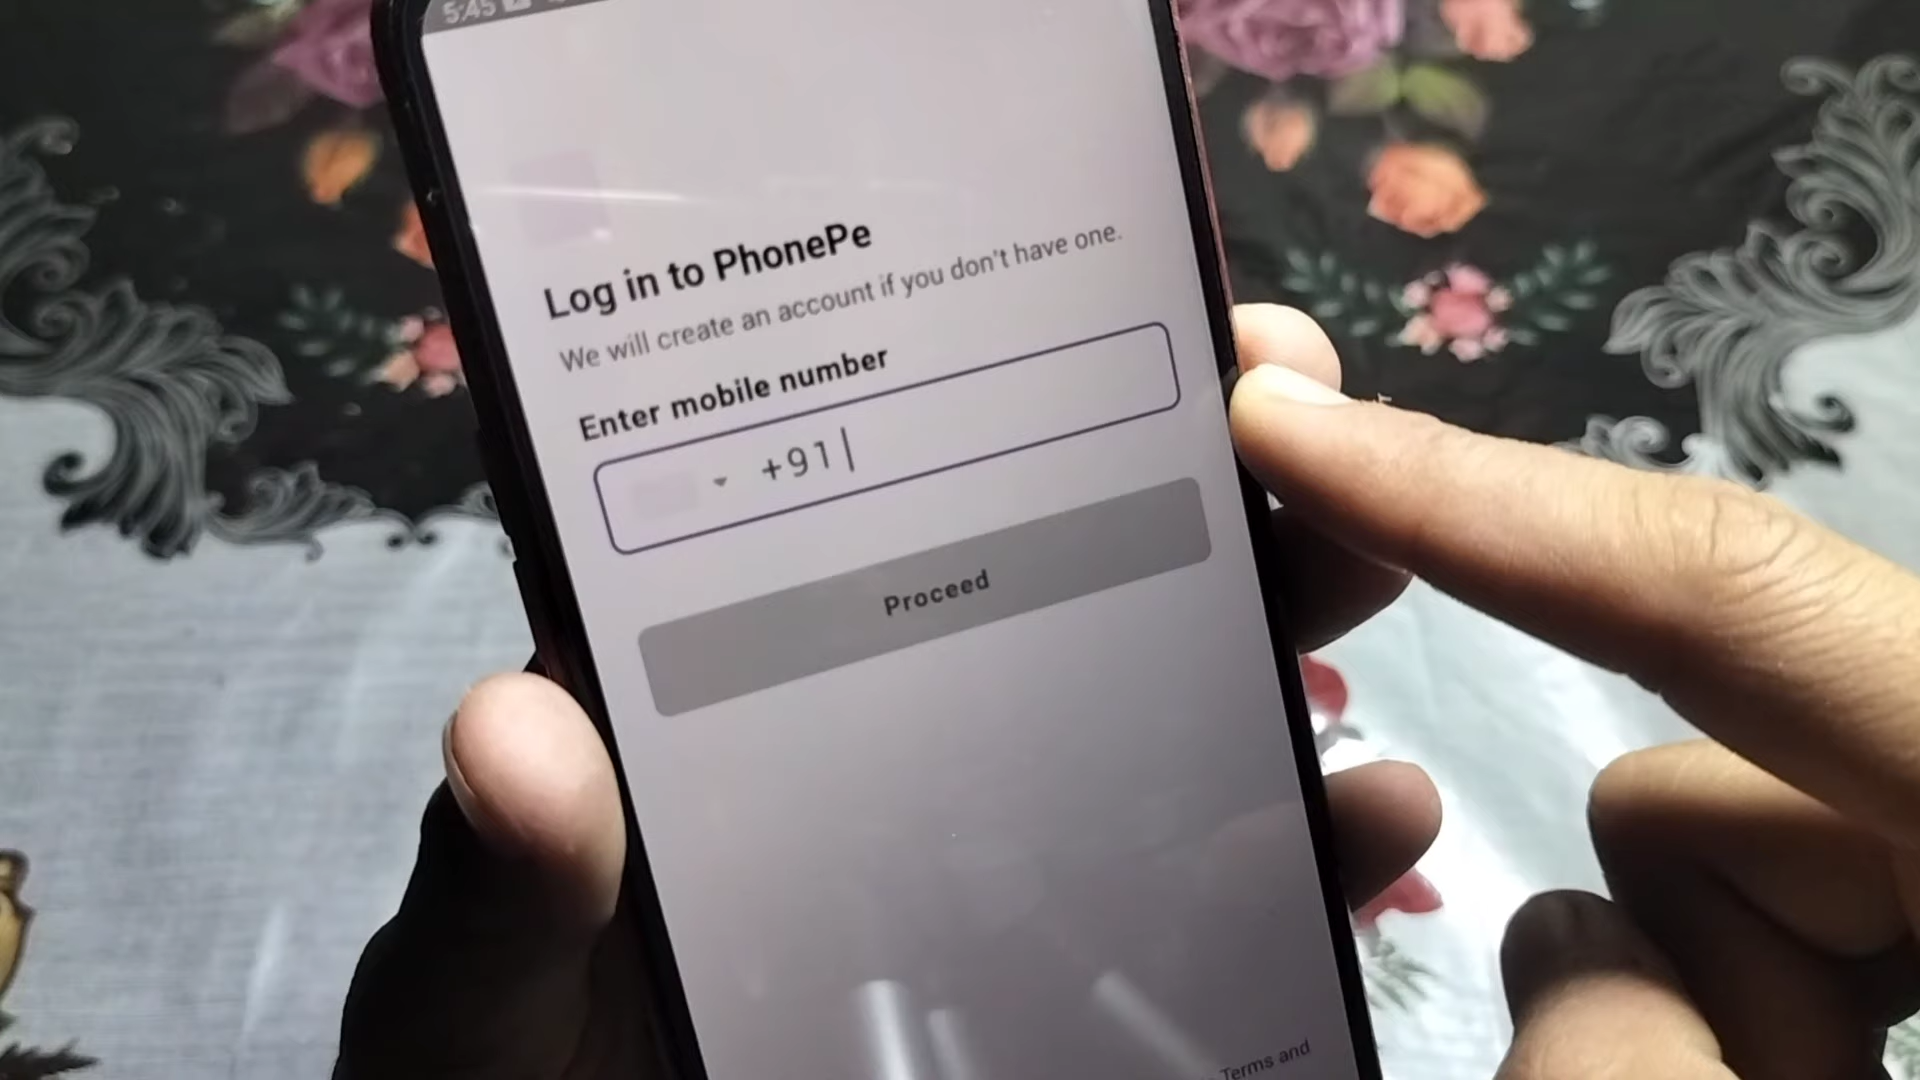 5:45
Log in to PhonePe
We will create an account if you don't have one.
Enter mobile number
+91
Proceed
Terms and